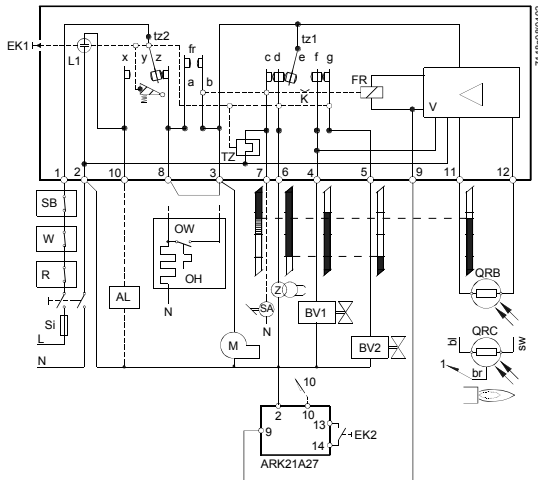 tz2
tz1
EK1
L1
x
y
z
fr
a
b
c
d
e
f
g
K
FR
V
TZ
1
2
10
8
3
7
6
4
5
9
11
12
SB
W
R
Si
L
N
AL
OW
OH
N
M
Z
SA
N
BV1
BV2
QRB
QRC
bl
sw
1
br
10
2
10
9
13
14
EK2
ARK21A27